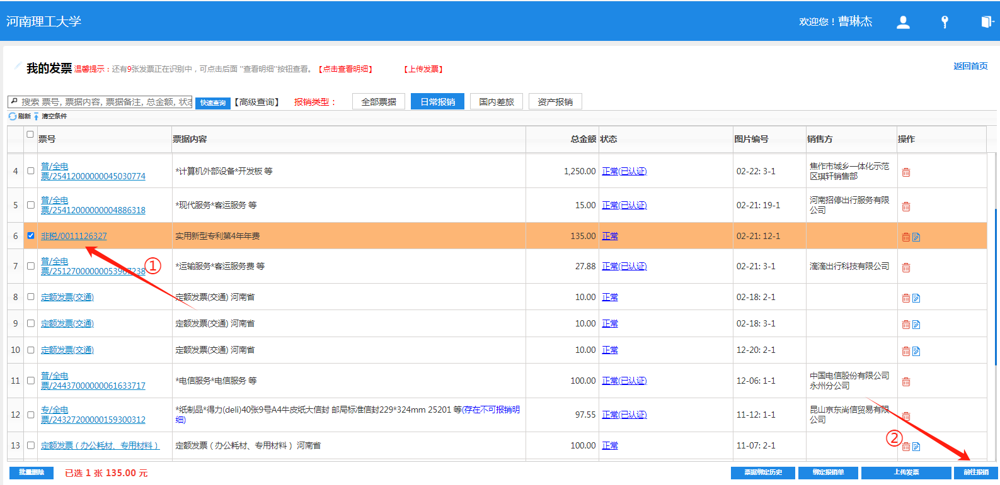 河南理工大学
欢迎您！曹琳杰
我的发票 温馨提示：还有9张发票正在识别中，可点击后面 "查看明细"按钮查看。【点击查看明细】 【上传发票】
返回首页
搜索 票号, 票据内容, 票据备注, 总金额, 状态 快速查询 【高级查询】 报销类型： 全部票据 日常报销 国内差旅 资产报销
刷新 清空条件
票号 票据内容 总金额 状态 图片编号 销售方 操作
4 普/全电票/25412000000045030774 *计算机外部设备*开发板 等 1,250.00 正常(已认证) 02-22: 3-1 焦作市城乡一体化示范区琪轩销售部
5 普/全电票/25412000000004886318 *现代服务*客运服务 等 15.00 正常(已认证) 02-21: 19-1 河南招停出行服务有限公司
6 非税/0011126327 实用新型专利第4年年费 135.00 正常 02-21: 12-1
①
7 普/全电票/25127000000053967238 *运输服务*客运服务费 等 27.88 正常(已认证) 02-21: 3-1 滴滴出行科技有限公司
8 定额发票(交通) 定额发票(交通) 河南省 10.00 正常 02-18: 2-1
9 定额发票(交通) 定额发票(交通) 河南省 10.00 正常 02-18: 3-1
10 定额发票(交通) 定额发票(交通) 河南省 10.00 正常 12-20: 2-1
11 普/全电票/24437000000061633717 *电信服务*电信服务 等 100.00 正常(已认证) 12-06: 1-1 中国电信股份有限公司永州分公司
12 专/全电票/24327200000159300312 *纸制品*得力(deli)40张9号A4牛皮纸大信封 邮局标准信封229*324mm 25201 等(存在不可报销明细) 97.55 正常(已认证) 11-12: 1-1 昆山京东尚信贸易有限公司
13 定额发票（办公耗材、专用材料） 定额发票（办公耗材、专用材料） 河南省 100.00 正常 11-07: 2-1
②
批量删除 已选 1 张 135.00 元 票据绑定历史 绑定报销单 上传发票 前往报销